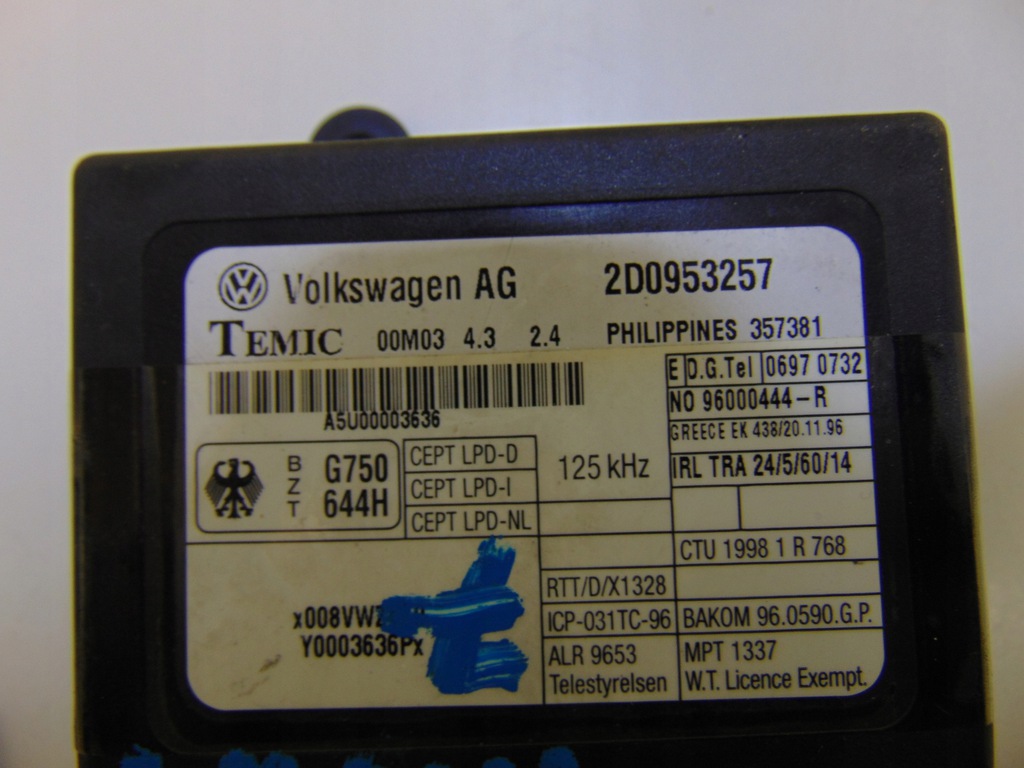 Volkswagen AG 2D0953257
TEMIC 00M03 4.3 2.4 PHILIPPINES 357381
A5U00003636
E D.G.Tel 0697 0732
NO 96000444-R
GREECE EK 438/20.11.96
IRL TRA 24/5/60/14
BZT G750 644H
CEPT LPD-D
CEPT LPD-I
CEPT LPD-NL
125 kHz
CTU 1998 1 R 768
RTT/D/X1328
ICP-031TC-96 BAKOM 96.0590.G.P.
ALR 9653 MPT 1337
Telestyrelsen W.T. Licence Exempt.
Y0003636Px